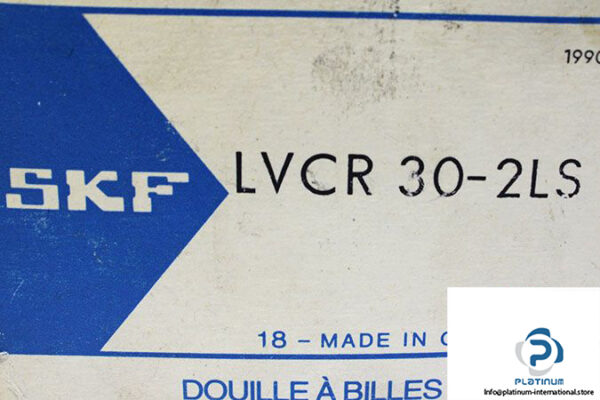 1990
SKF
LVCR 30-2LS
18 - MADE IN
DOUILLE À BILLES
PLATINUM
Info@platinum-international.store